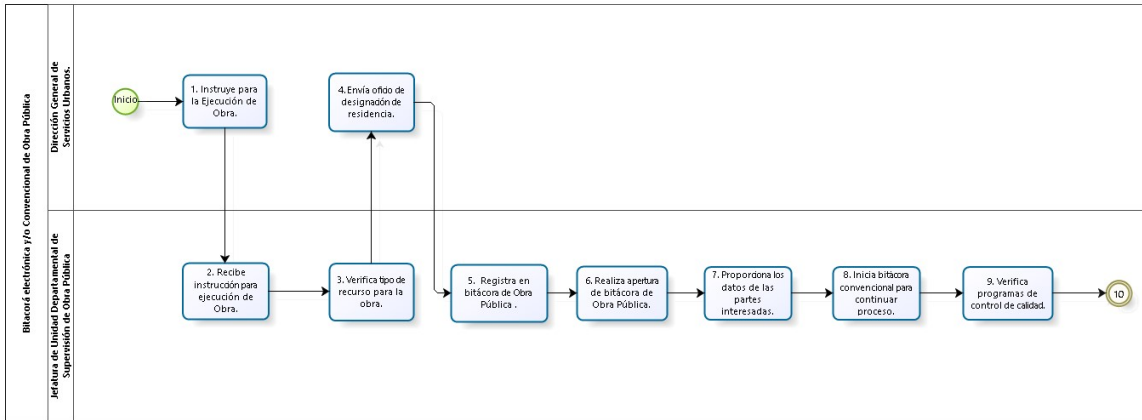 Bitacorá electrónica y/o Convencional de Obra Pública
Dirección General de
Servicios Urbanos.
Inicio
1. Instruye para
la Ejecución de
Obra.
4. Envía oficio de
designación de
residencia.
Jefatura de Unidad Departamental de
Supervisión de Obra Pública
2. Recibe
instrucción para
ejecución de
Obra.
3. Verifica tipo de
recurso para la
obra.
5. Registra en
bitácora de Obra
Pública .
6. Realiza apertura
de bitácora de
Obra Pública.
7. Proporciona los
datos de las
partes
interesadas.
8. Inicia bitácora
convencional para
continuar
proceso.
9. Verifica
programas de
control de calidad.
10